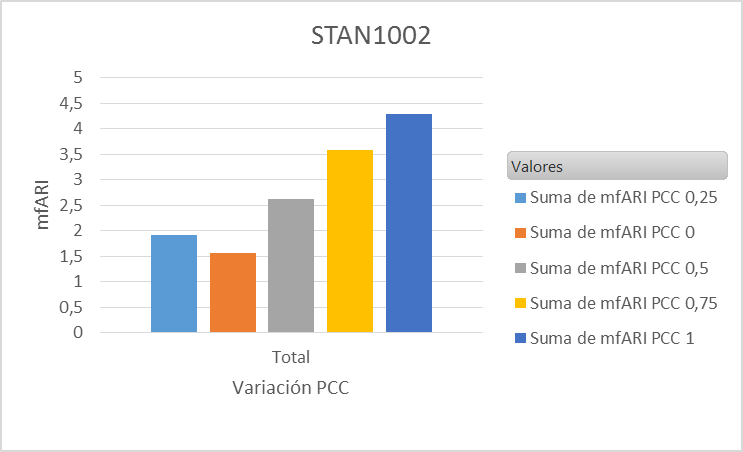 STAN1002
5
4,5
4
3,5
3
2,5
2
1,5
1
0,5
0
mfARI
Total
Variación PCC
Valores
Suma de mfARI PCC 0,25
Suma de mfARI PCC 0
Suma de mfARI PCC 0,5
Suma de mfARI PCC 0,75
Suma de mfARI PCC 1